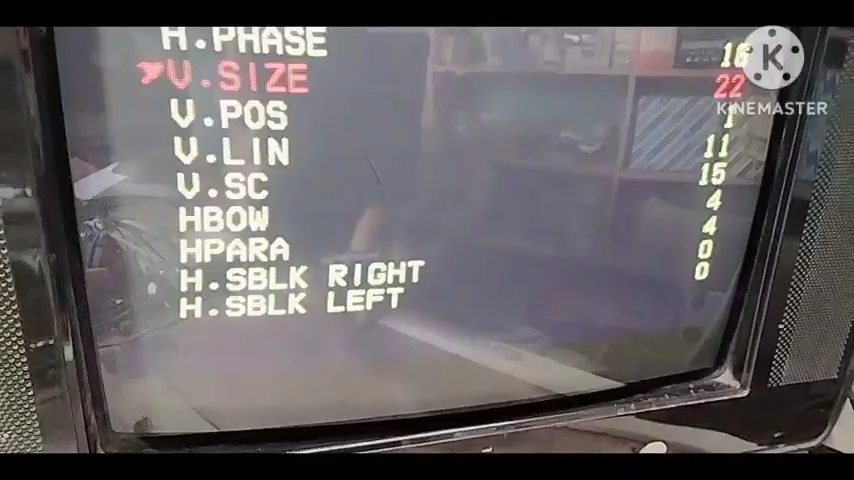 H.PHASE 16
V.SIZE 22
V.POS 1
V.LIN 11
V.SC 15
HBOW 4
HPARA 4
H.SBLK RIGHT 0
H.SBLK LEFT 0
K
KINEMASTER